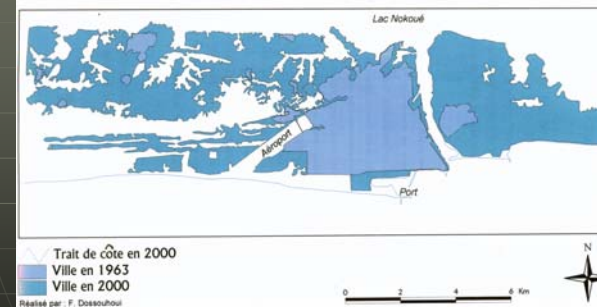 Lac Nokoué
Aéroport
Port
Trait de côte en 2000
Ville en 1963
Ville en 2000
Réalisé par : F. Dossouhoui
N
0 2 4 6 Km